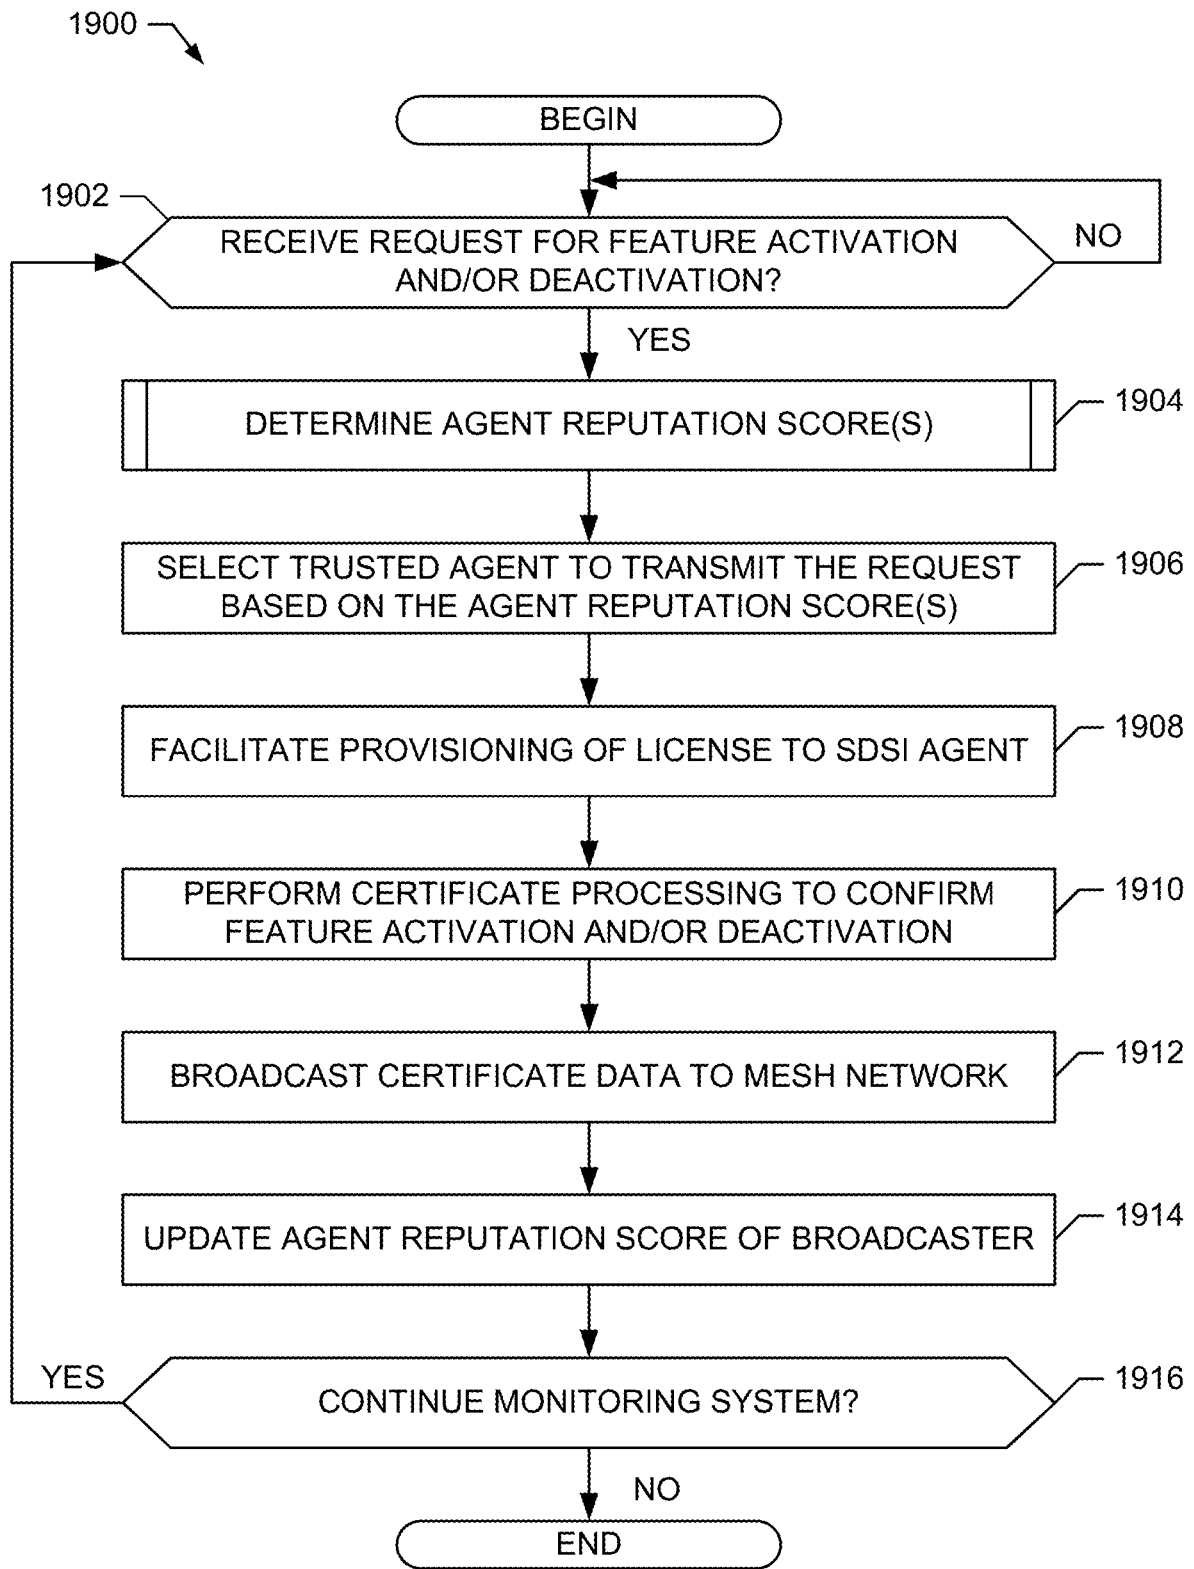 1900
BEGIN
1902
RECEIVE REQUEST FOR FEATURE ACTIVATION
AND/OR DEACTIVATION?
NO
YES
DETERMINE AGENT REPUTATION SCORE(S)
1904
SELECT TRUSTED AGENT TO TRANSMIT THE REQUEST
BASED ON THE AGENT REPUTATION SCORE(S)
1906
FACILITATE PROVISIONING OF LICENSE TO SDSI AGENT
1908
PERFORM CERTIFICATE PROCESSING TO CONFIRM
FEATURE ACTIVATION AND/OR DEACTIVATION
1910
BROADCAST CERTIFICATE DATA TO MESH NETWORK
1912
UPDATE AGENT REPUTATION SCORE OF BROADCASTER
1914
YES
CONTINUE MONITORING SYSTEM?
1916
NO
END